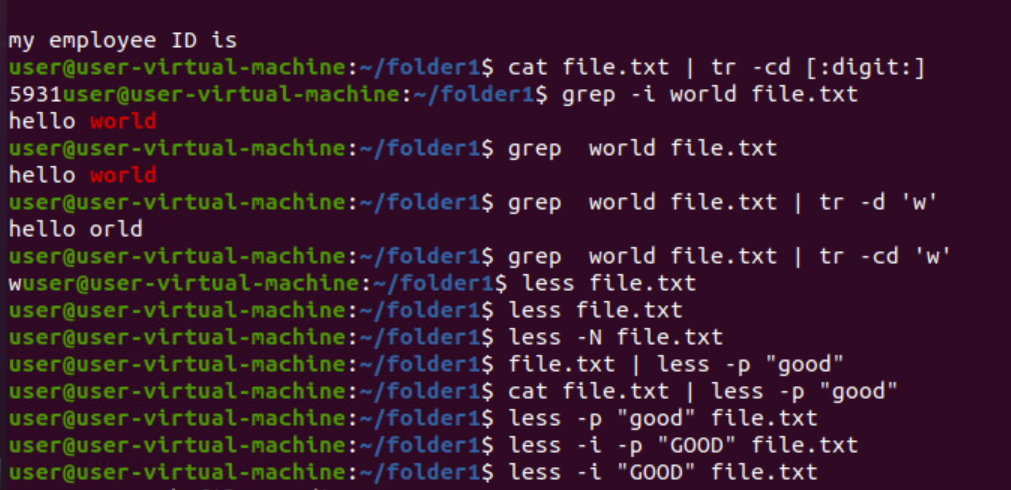 my employee ID is
user@user-virtual-machine:~/folder1$ cat file.txt | tr -cd [:digit:]
5931user@user-virtual-machine:~/folder1$ grep -i world file.txt
hello world
user@user-virtual-machine:~/folder1$ grep  world file.txt
hello world
user@user-virtual-machine:~/folder1$ grep  world file.txt | tr -d 'w'
hello orld
user@user-virtual-machine:~/folder1$ grep  world file.txt | tr -cd 'w'
wuser@user-virtual-machine:~/folder1$ less file.txt
user@user-virtual-machine:~/folder1$ less file.txt
user@user-virtual-machine:~/folder1$ less -N file.txt
user@user-virtual-machine:~/folder1$ file.txt | less -p "good"
user@user-virtual-machine:~/folder1$ cat file.txt | less -p "good"
user@user-virtual-machine:~/folder1$ less -p "good" file.txt
user@user-virtual-machine:~/folder1$ less -i -p "GOOD" file.txt
user@user-virtual-machine:~/folder1$ less -i "GOOD" file.txt